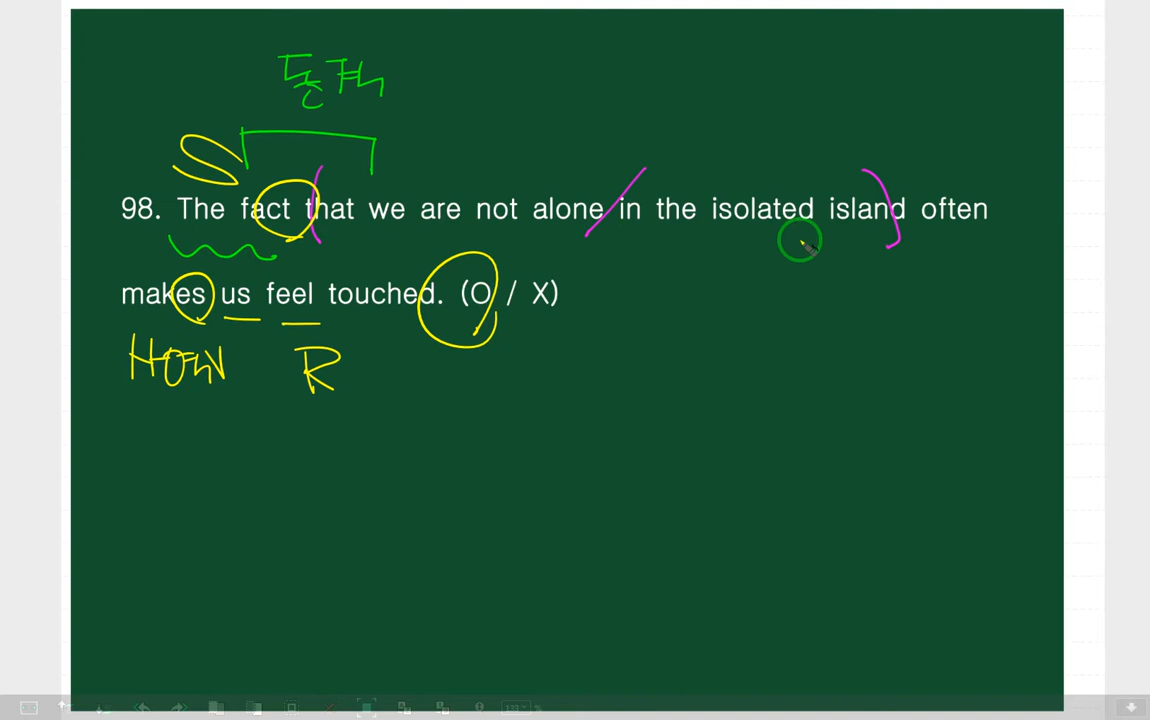 동격
S
98. The fact that we are not alone in the isolated island often
makes us feel touched. (O / X)
R
133 %